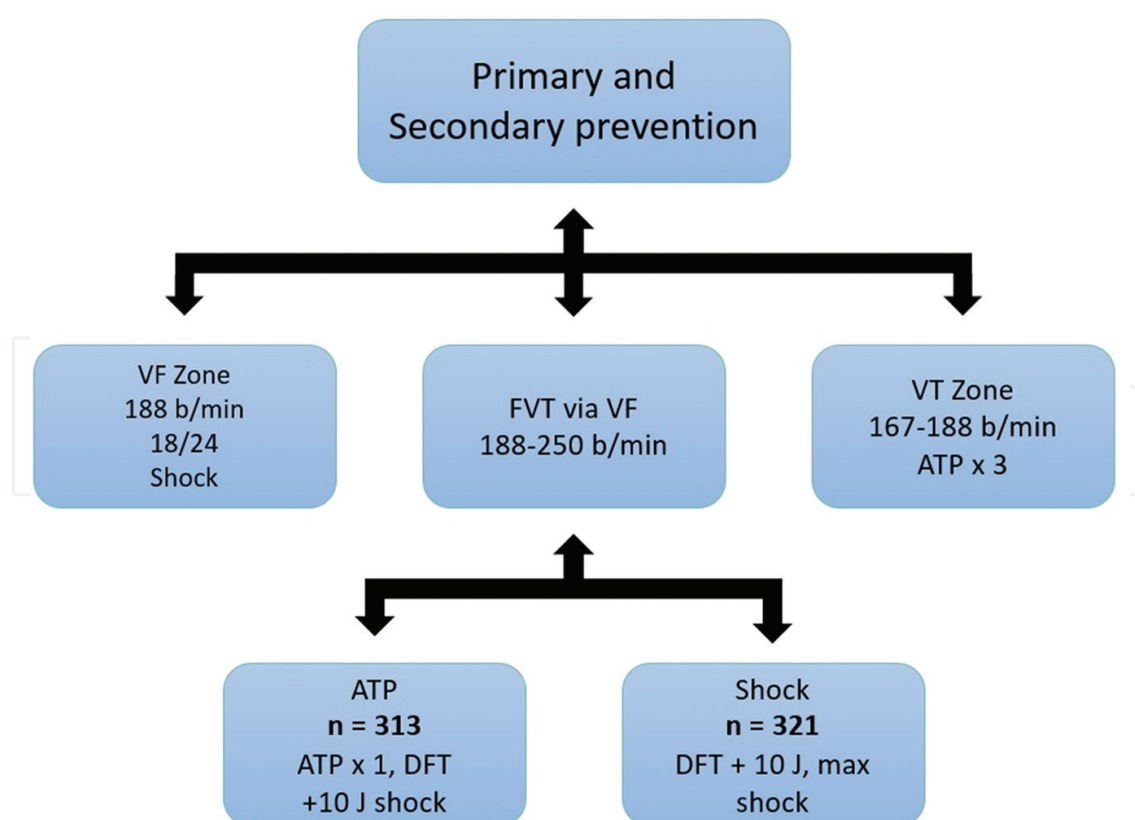 Primary and
Secondary prevention
VF Zone
188 b/min
18/24
Shock
FVT via VF
188-250 b/min
VT Zone
167-188 b/min
ATP x 3
ATP
n = 313
ATP x 1, DFT
+10 J shock
Shock
n = 321
DFT + 10 J, max
shock